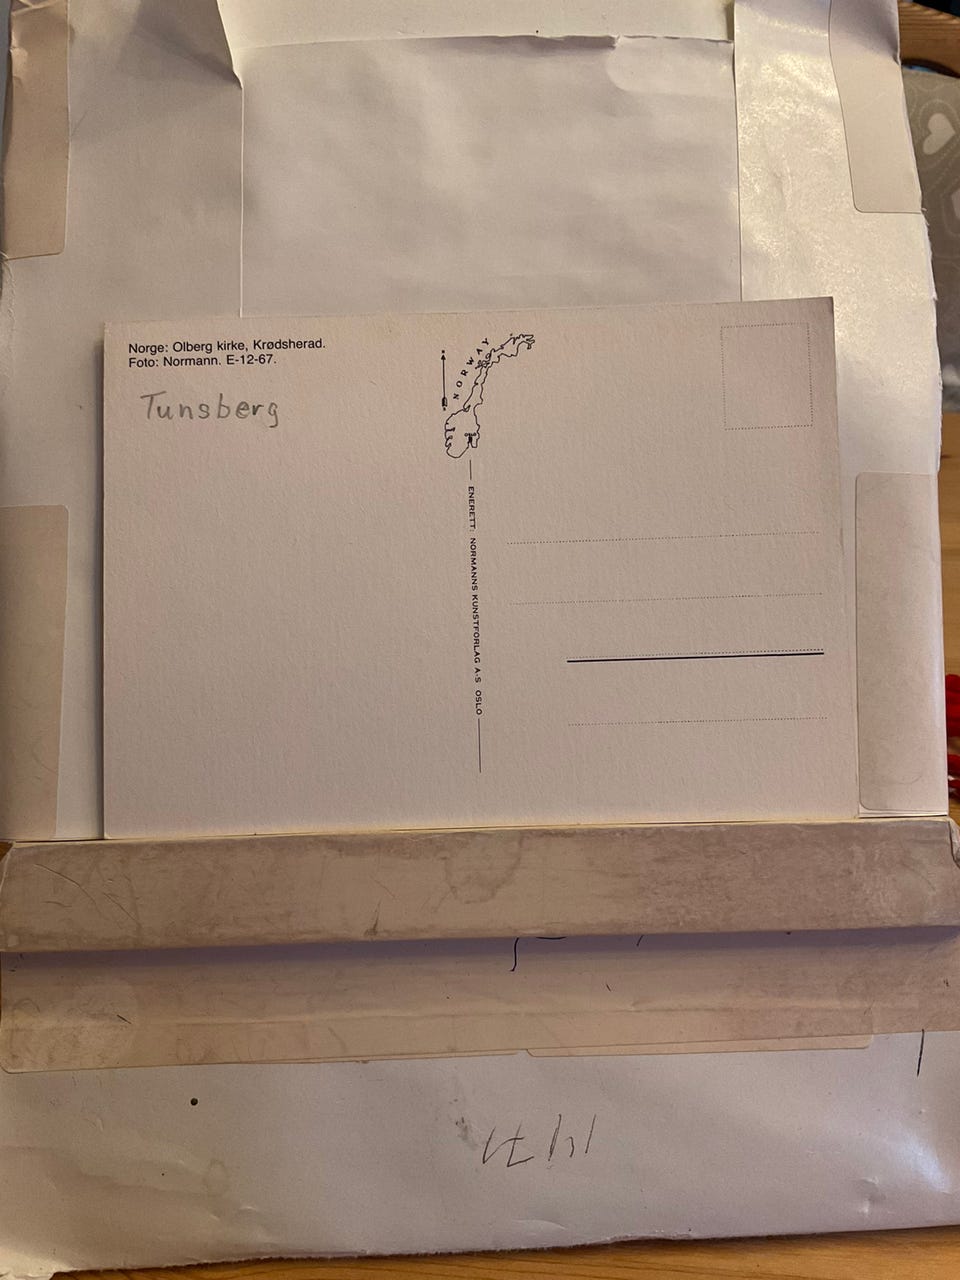 Norge: Olberg kirke, Krødsherad.
Foto: Normann. E-12-67.
Tunsberg
NORWAY
ENERETT: NORMANNS KUNSTFORLAG A-S OSLO